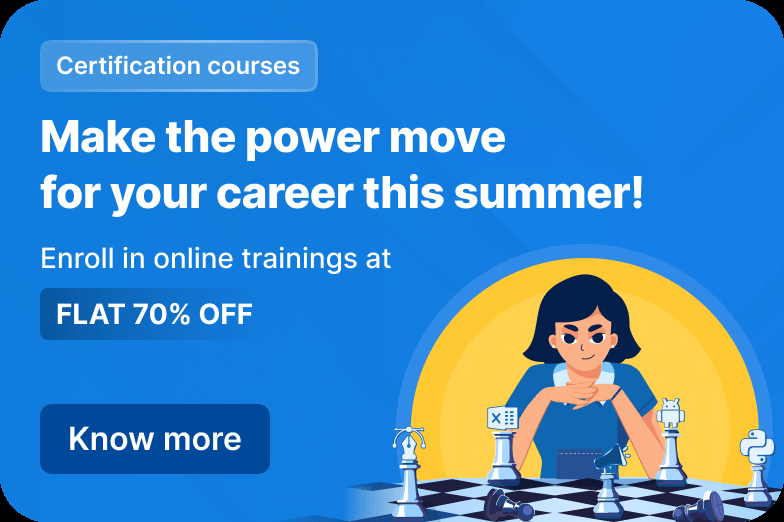 Certification courses
Make the power move
for your career this summer!
Enroll in online trainings at
FLAT 70% OFF
Know more
X